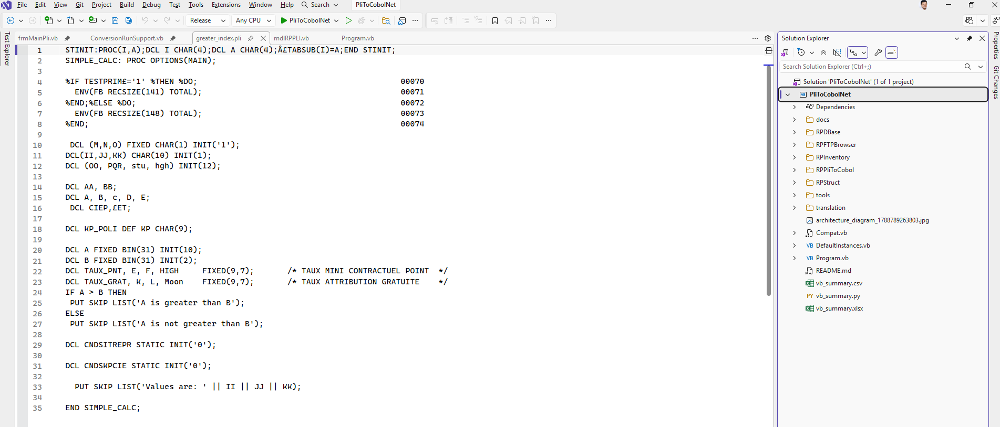 File Edit View Git Project Build Debug Test Tools Extensions Window Help Search PliToCobolNet
Release Any CPU PliToCobolNet
Test Explorer
frmMainPli.vb ConversionRunSupport.vb greater_index.pli mdlRPPLI.vb Program.vb
1 STINIT:PROC(I,A);DCL I CHAR(4);DCL A CHAR(4);Â£TABSUB(I)=A;END STINIT;
2 SIMPLE_CALC: PROC OPTIONS(MAIN);
3
4 %IF TESTPRIM£='1' %THEN %DO; 00070
5 ENV(FB RECSIZE(141) TOTAL); 00071
6 %END;%ELSE %DO; 00072
7 ENV(FB RECSIZE(148) TOTAL); 00073
8 %END; 00074
9
10 DCL (M,N,O) FIXED CHAR(1) INIT('1');
11 DCL(II,JJ,KK) CHAR(10) INIT(1);
12 DCL (OO, PQR, stu, hgh) INIT(12);
13
14 DCL AA, BB;
15 DCL A, B, c, D, E;
16 DCL CIEP,£ET;
17
18 DCL KP_POLI DEF KP CHAR(9);
19
20 DCL A FIXED BIN(31) INIT(10);
21 DCL B FIXED BIN(31) INIT(2);
22 DCL TAUX_PNT, E, F, HIGH FIXED(9,7); /* TAUX MINI CONTRACTUEL POINT */
23 DCL TAUX_GRAT, K, L, Moon FIXED(9,7); /* TAUX ATTRIBUTION GRATUITE */
24 IF A > B THEN
25 PUT SKIP LIST('A is greater than B');
26 ELSE
27 PUT SKIP LIST('A is not greater than B');
28
29 DCL CNDSITREPR STATIC INIT('0');
30
31 DCL CNDSKPCIE STATIC INIT('0');
32
33 PUT SKIP LIST('Values are: ' || II || JJ || KK);
34
35 END SIMPLE_CALC;
Solution Explorer
Search Solution Explorer (Ctrl+;)
Solution 'PliToCobolNet' (1 of 1 project)
VB PliToCobolNet
Dependencies
docs
RPDBase
RPFTPBrowser
RPInventory
RPPliToCobol
RPStruct
tools
translation
architecture_diagram_1788789263803.jpg
Compat.vb
VB DefaultInstances.vb
VB Program.vb
README.md
vb_summary.csv
PY vb_summary.py
vb_summary.xlsx
Properties
Git Changes